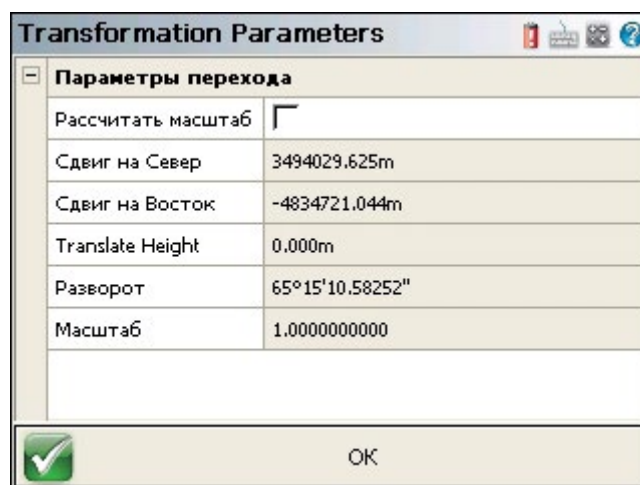 Transformation Parameters
Параметры перехода
Рассчитать масштаб
Сдвиг на Север 3494029.625m
Сдвиг на Восток -4834721.044m
Translate Height 0.000m
Разворот 65°15'10.58252"
Масштаб 1.0000000000
OK